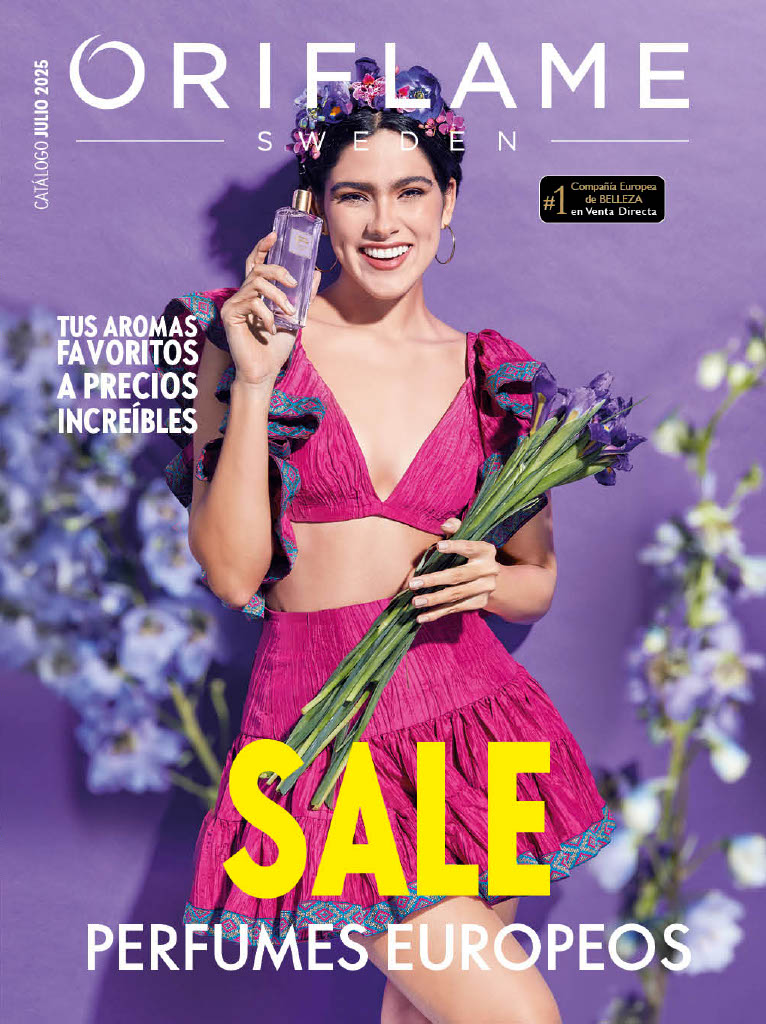 CATÁLOGO JULIO 2025
ORIFLAME
SWEDEN
#1 Compañía Europea
de BELLEZA
en Venta Directa
TUS AROMAS
FAVORITOS
A PRECIOS
INCREÍBLES
SALE
PERFUMES EUROPEOS